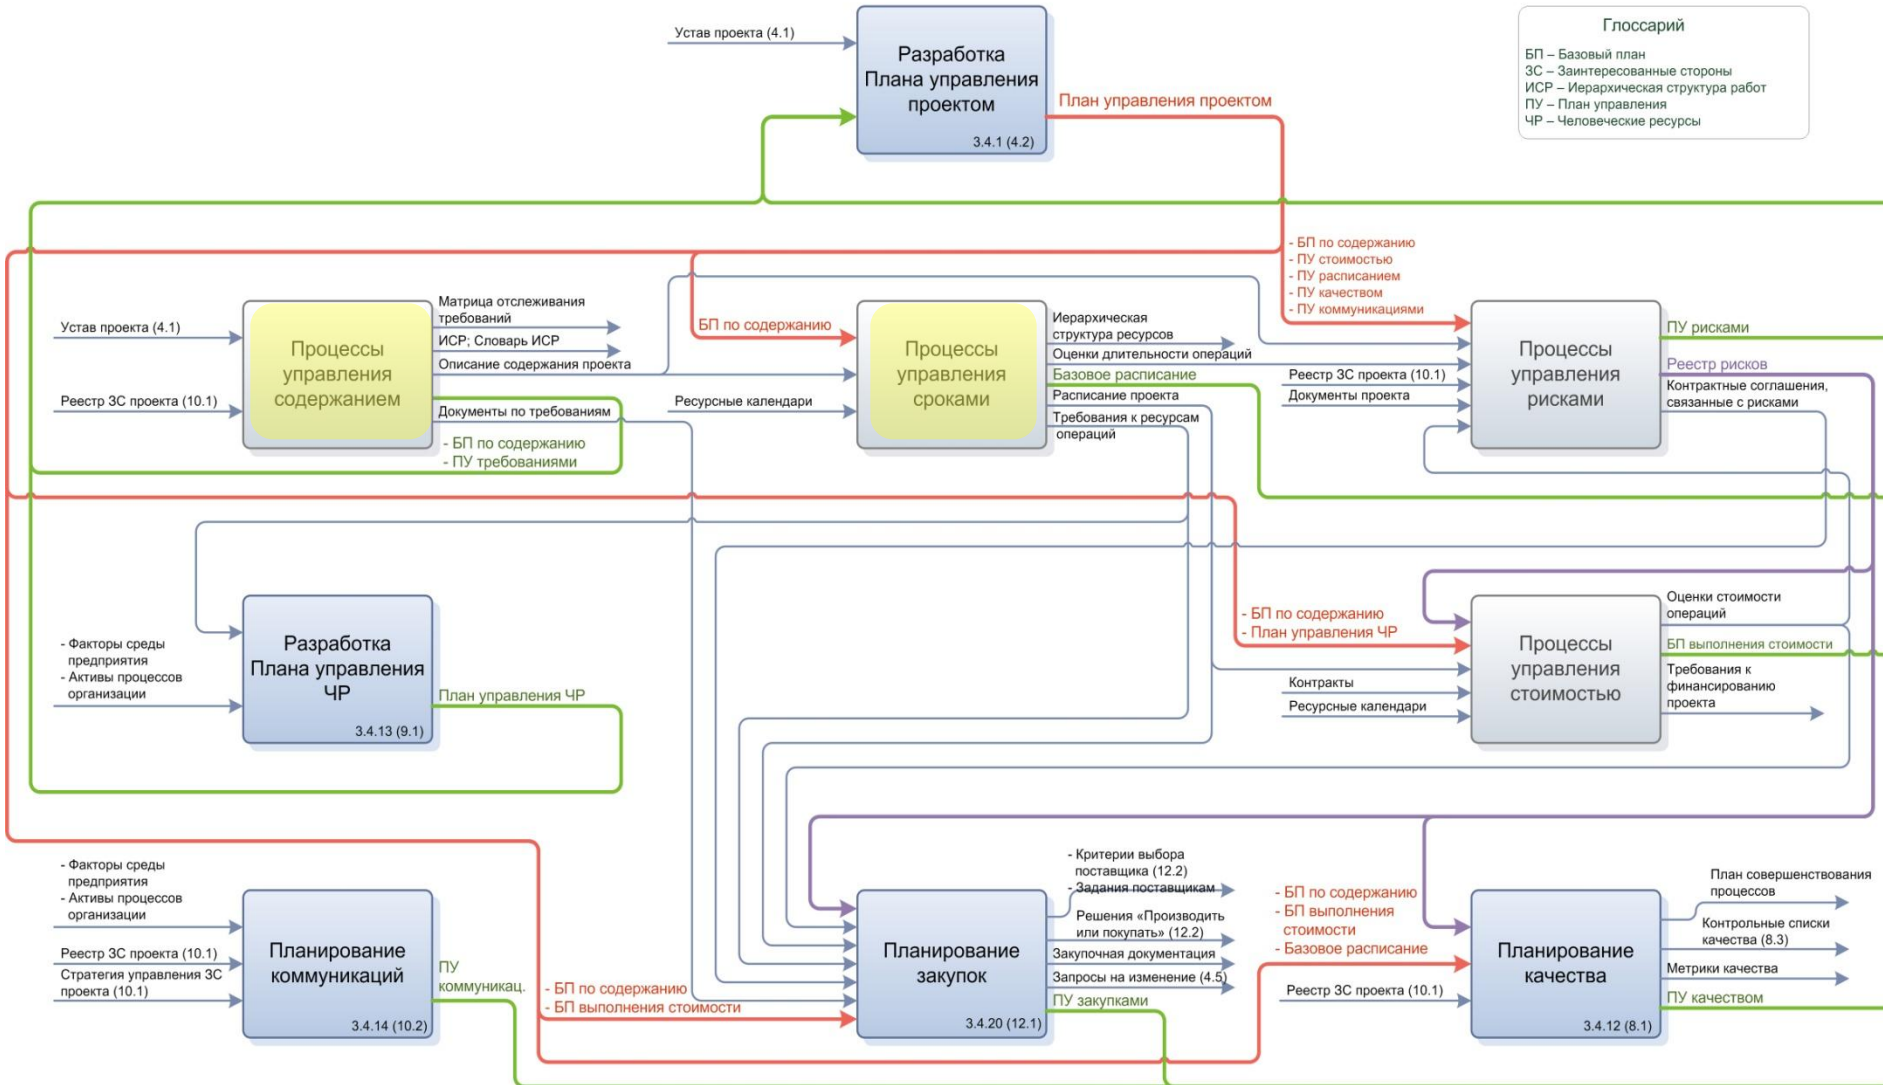 Устав проекта (4.1)
Разработка
Плана управления
проектом
3.4.1 (4.2)
План управления проектом
Глоссарий
БП – Базовый план
ЗС – Заинтересованные стороны
ИСР – Иерархическая структура работ
ПУ – План управления
ЧР – Человеческие ресурсы
- БП по содержанию
- ПУ стоимостью
- ПУ расписанием
- ПУ качеством
- ПУ коммуникациями
Устав проекта (4.1)
Реестр ЗС проекта (10.1)
Процессы
управления
содержанием
Матрица отслеживания
требований
ИСР; Словарь ИСР
Описание содержания проекта
Документы по требованиям
- БП по содержанию
- ПУ требованиями
БП по содержанию
Ресурсные календари
Процессы
управления
сроками
Иерархическая
структура ресурсов
Оценки длительности операций
Базовое расписание
Расписание проекта
Требования к ресурсам
операций
Реестр ЗС проекта (10.1)
Документы проекта
Процессы
управления
рисками
ПУ рисками
Реестр рисков
Контрактные соглашения,
связанные с рисками
- Факторы среды
предприятия
- Активы процессов
организации
Разработка
Плана управления
ЧР
3.4.13 (9.1)
План управления ЧР
- БП по содержанию
- План управления ЧР
Контракты
Ресурсные календари
Процессы
управления
стоимостью
Оценки стоимости
операций
БП выполнения стоимости
Требования к
финансированию
проекта
- Факторы среды
предприятия
- Активы процессов
организации
Реестр ЗС проекта (10.1)
Стратегия управления ЗС
проекта (10.1)
Планирование
коммуникаций
3.4.14 (10.2)
ПУ
коммуникац.
- БП по содержанию
- БП выполнения стоимости
Планирование
закупок
3.4.20 (12.1)
- Критерии выбора
поставщика (12.2)
- Задания поставщикам
Решения «Производить
или покупать» (12.2)
Закупочная документация
Запросы на изменение (4.5)
ПУ закупками
- БП по содержанию
- БП выполнения
стоимости
- Базовое расписание
Реестр ЗС проекта (10.1)
Планирование
качества
3.4.12 (8.1)
План совершенствования
процессов
Контрольные списки
качества (8.3)
Метрики качества
ПУ качеством